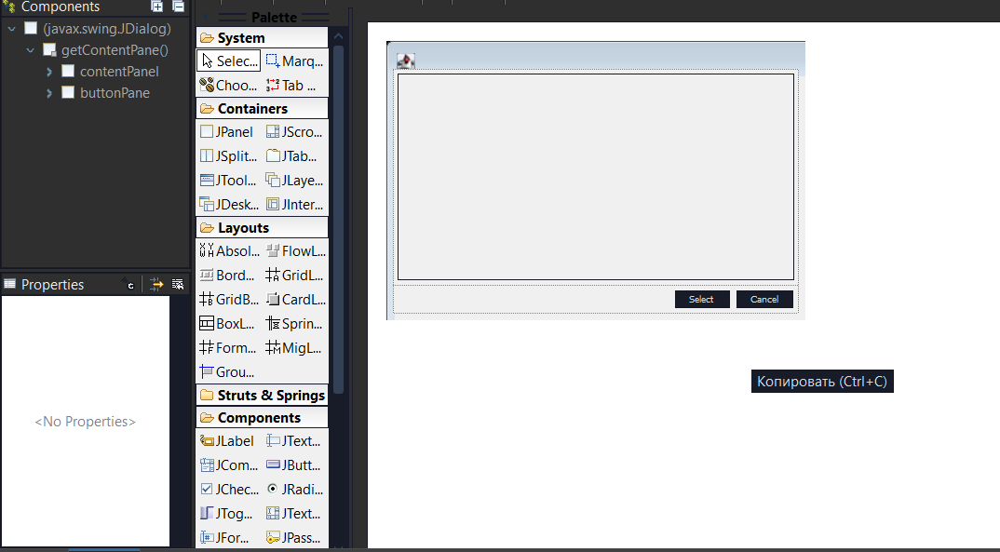 Components
(javax.swing.JDialog)
getContentPane()
contentPanel
buttonPane
Properties
<No Properties>
Palette
System
Selec... Marq...
Choo... Tab ...
Containers
JPanel JScro...
JSplit... JTab...
JTool... JLaye...
JDesk... JInter...
Layouts
Absol... FlowL...
Bord... GridL...
GridB... CardL...
BoxL... Sprin...
Form... MigL...
Grou...
Struts & Springs
Components
JLabel JText...
JCom... JButt...
JChec... JRadi...
JTog... JText...
JFor... JPass...
Select Cancel
Копировать (Ctrl+C)